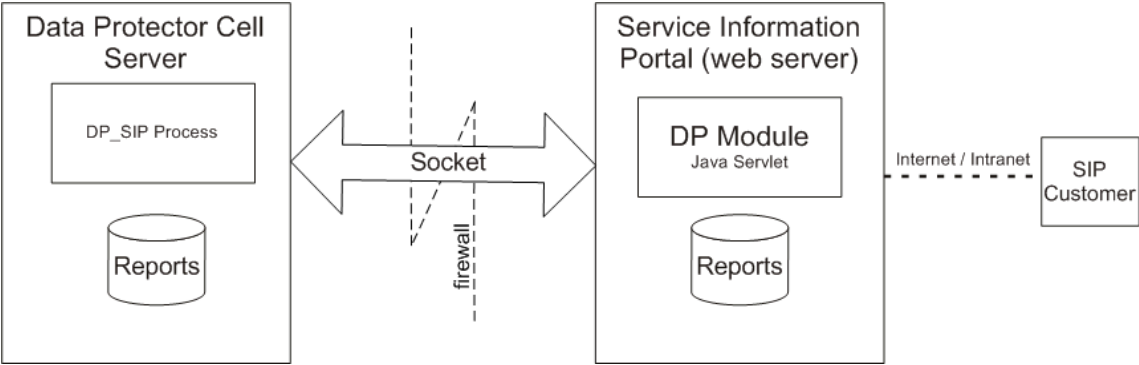 Data Protector Cell
Server
DP_SIP Process
Reports
Socket
firewall
Service Information
Portal (web server)
DP Module
Java Servlet
Reports
Internet / Intranet
SIP
Customer